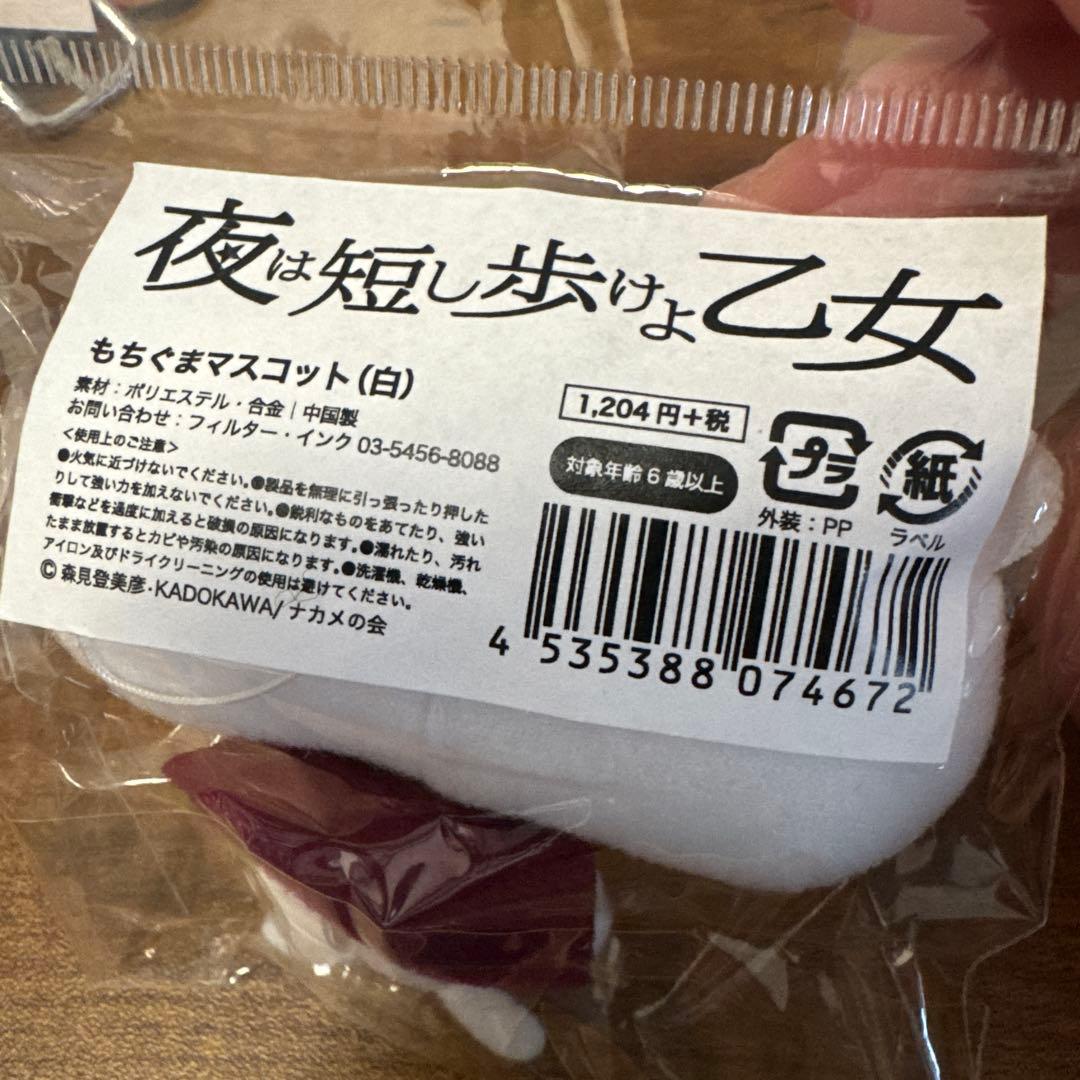 夜は短し歩けよ乙女
もちぐまマスコット（白）
素材：ポリエステル・合金｜中国製
お問い合わせ：フィルター・インク 03-5456-8088
＜使用上のご注意＞
●火気に近づけないでください。●製品を無理に引っ張ったり押した
りして強い力を加えないでください。●鋭利なものをあてたり、強い
衝撃などを過度に加えると破損の原因になります。●濡れたり、汚れ
たまま放置するとカビや汚染の原因になります。●洗濯機、乾燥機、
アイロン及びドライクリーニングの使用は避けてください。
© 森見登美彦・KADOKAWA/ ナカメの会
1,204円＋税
対象年齢6歳以上
プラ
外装：PP
紙
ラベル
4 535388 074672